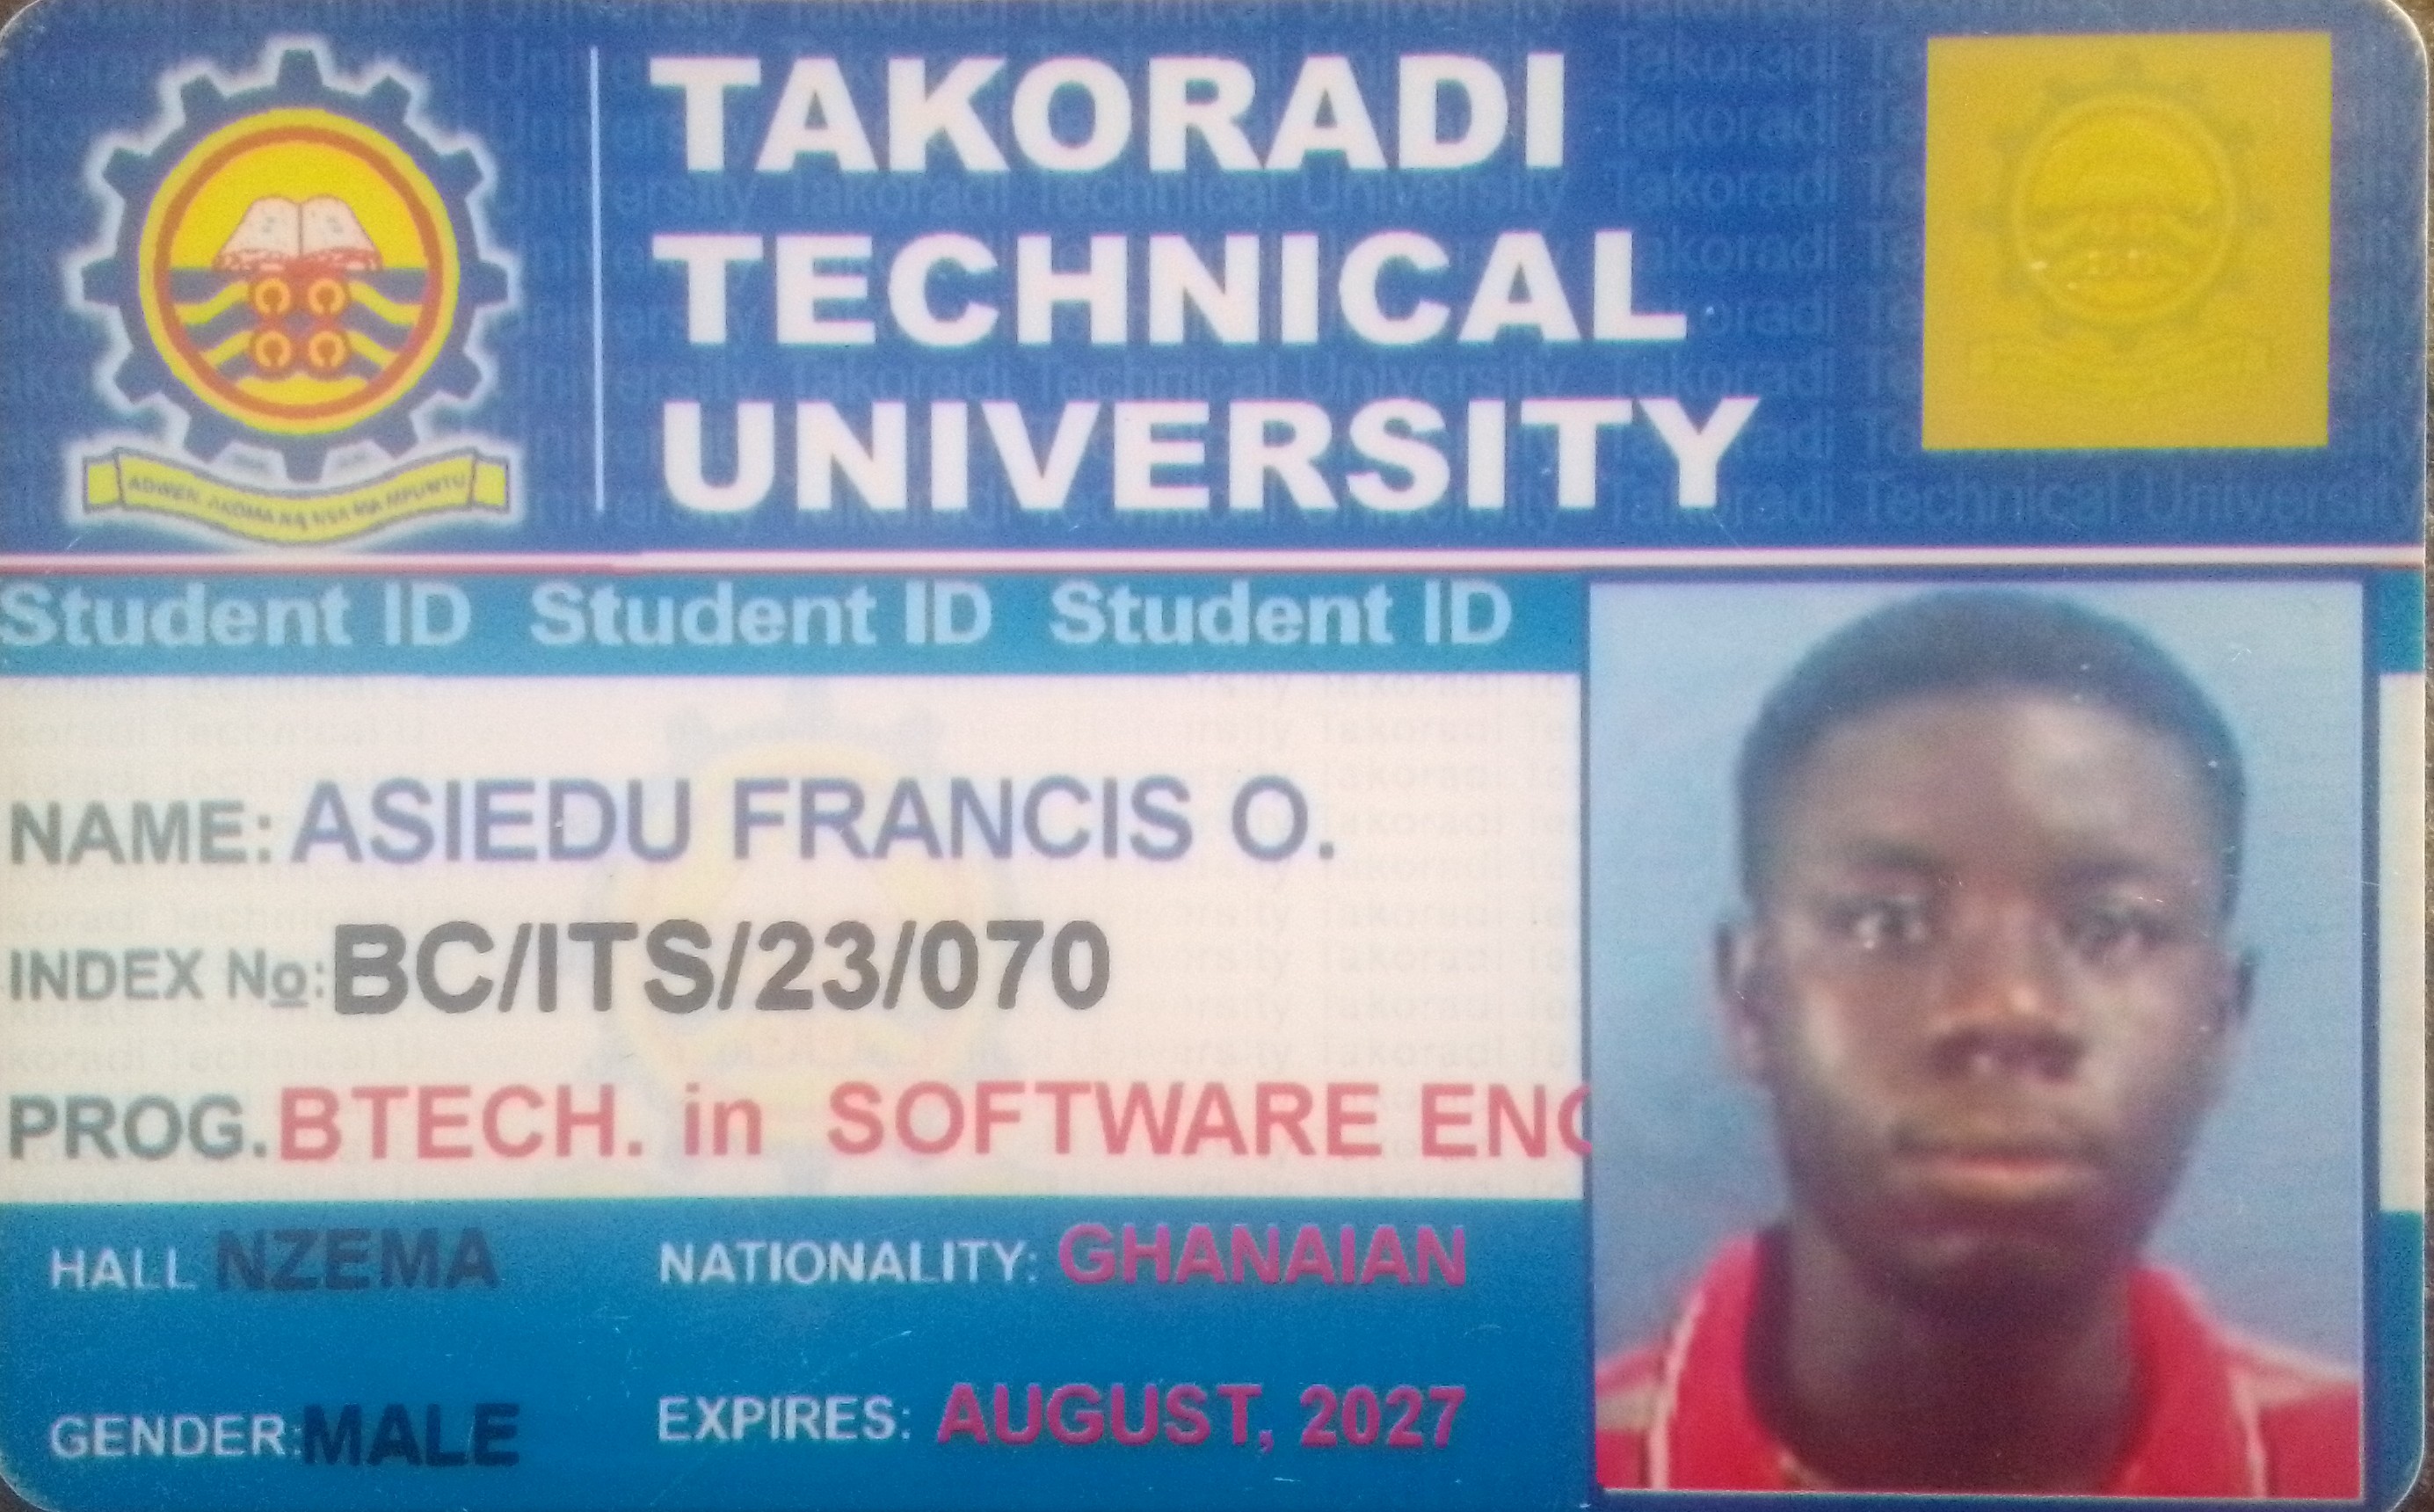 TAKORADI
TECHNICAL
UNIVERSITY
ADWEN, AKOMA NA NSA MA MPUNTU
Student ID Student ID Student ID
NAME: ASIEDU FRANCIS O.
INDEX No: BC/ITS/23/070
PROG. BTECH. in SOFTWARE ENG
HALL NZEMA
NATIONALITY: GHANAIAN
GENDER: MALE
EXPIRES: AUGUST, 2027